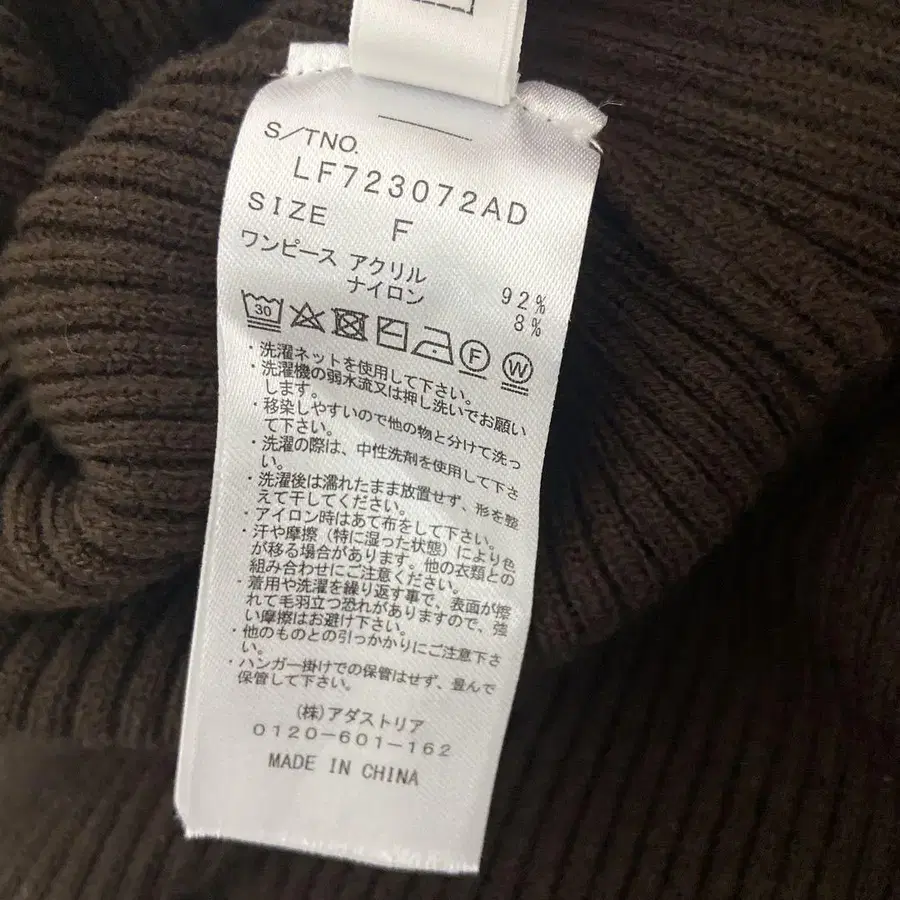 S/TNO.
LF723072AD
SIZE F
ワンピース アクリル 92%
ナイロン 8%
30 F W
・洗濯ネットを使用して下さい。
・洗濯機の弱水流又は押し洗いでお願い
します。
・移染しやすいので他の物と分けて洗っ
て下さい。
・洗濯の際は、中性洗剤を使用して下さ
い。
・洗濯後は濡れたまま放置せず、形を整
えて干してください。
・アイロン時はあて布をして下さい。
・汗や摩擦(特に湿った状態)により色
が移る場合があります。他の衣類との
組み合わせにご注意ください。
・着用や洗濯を繰り返す事で、表面が擦
れて毛羽立つ恐れがありますので、強
い摩擦はお避け下さい。
・他のものとの引っかかりにご注意下さ
い。
・ハンガー掛けでの保管はせず、畳んで
保管して下さい。
(株)アダストリア
0120-601-162
MADE IN CHINA